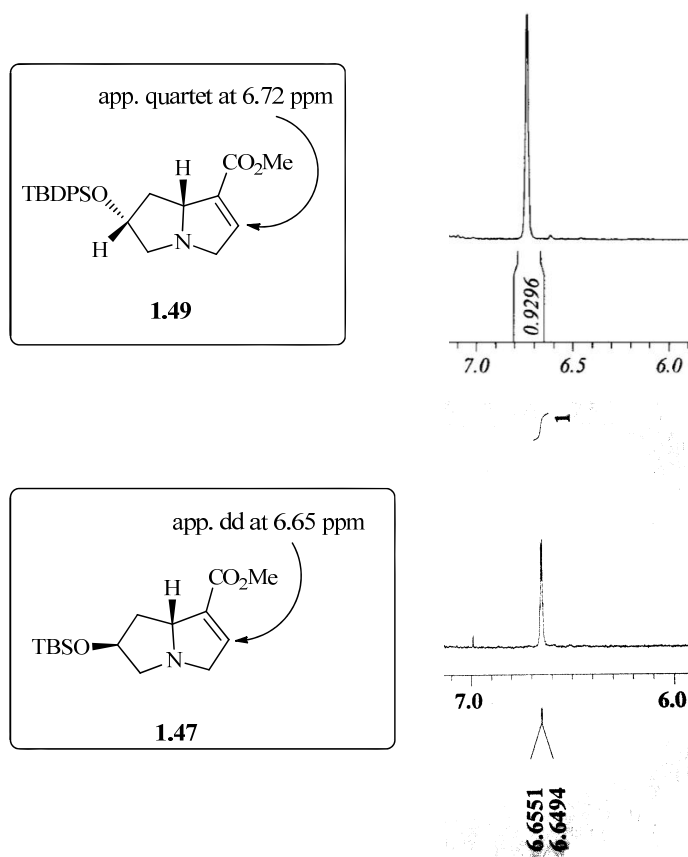 app. quartet at 6.72 ppm
H
CO2Me
TBDPSO
H
N
1.49
0.9296
7.0 6.5 6.0
1
app. dd at 6.65 ppm
H
CO2Me
TBSO
N
1.47
7.0 6.0
6.6551
6.6494